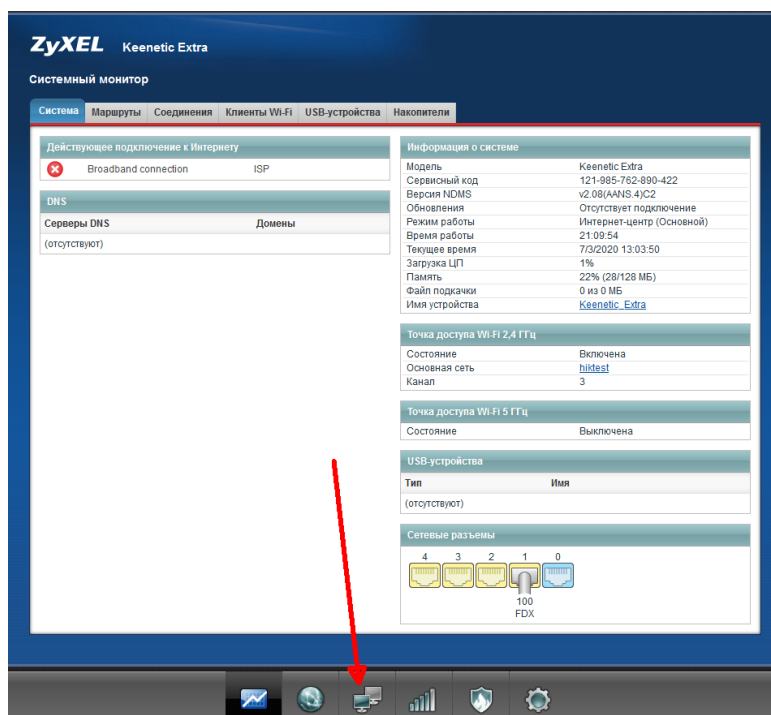 ZyXEL Keenetic Extra
Системный монитор
Система Маршруты Соединения Клиенты Wi-Fi USB-устройства Накопители
Действующее подключение к Интернету
Broadband connection ISP
DNS
Серверы DNS Домены
(отсутствуют)
Информация о системе
Модель Keenetic Extra
Сервисный код 121-985-762-890-422
Версия NDMS v2.08(AANS.4)C2
Обновления Отсутствует подключение
Режим работы Интернет-центр (Основной)
Время работы 21:09:54
Текущее время 7/3/2020 13:03:50
Загрузка ЦП 1%
Память 22% (28/128 МБ)
Файл подкачки 0 из 0 МБ
Имя устройства Keenetic_Extra
Точка доступа Wi-Fi 2,4 ГГц
Состояние Включена
Основная сеть hiktest
Канал 3
Точка доступа Wi-Fi 5 ГГц
Состояние Выключена
USB-устройства
Тип Имя
(отсутствуют)
Сетевые разъемы
4 3 2 1 0
100
FDX